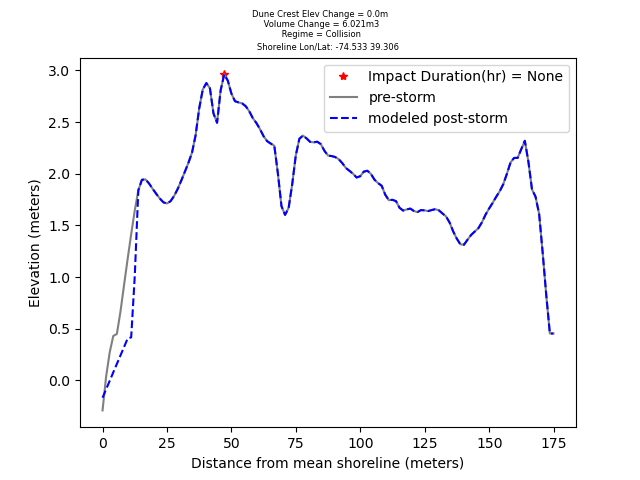 Dune Crest Elev Change = 0.0m
Volume Change = 6.021m3
Regime = Collision
Shoreline Lon/Lat: -74.533 39.306
Impact Duration(hr) = None
pre-storm
modeled post-storm
3.0
2.5
2.0
1.5
1.0
0.5
0.0
Elevation (meters)
0 25 50 75 100 125 150 175
Distance from mean shoreline (meters)